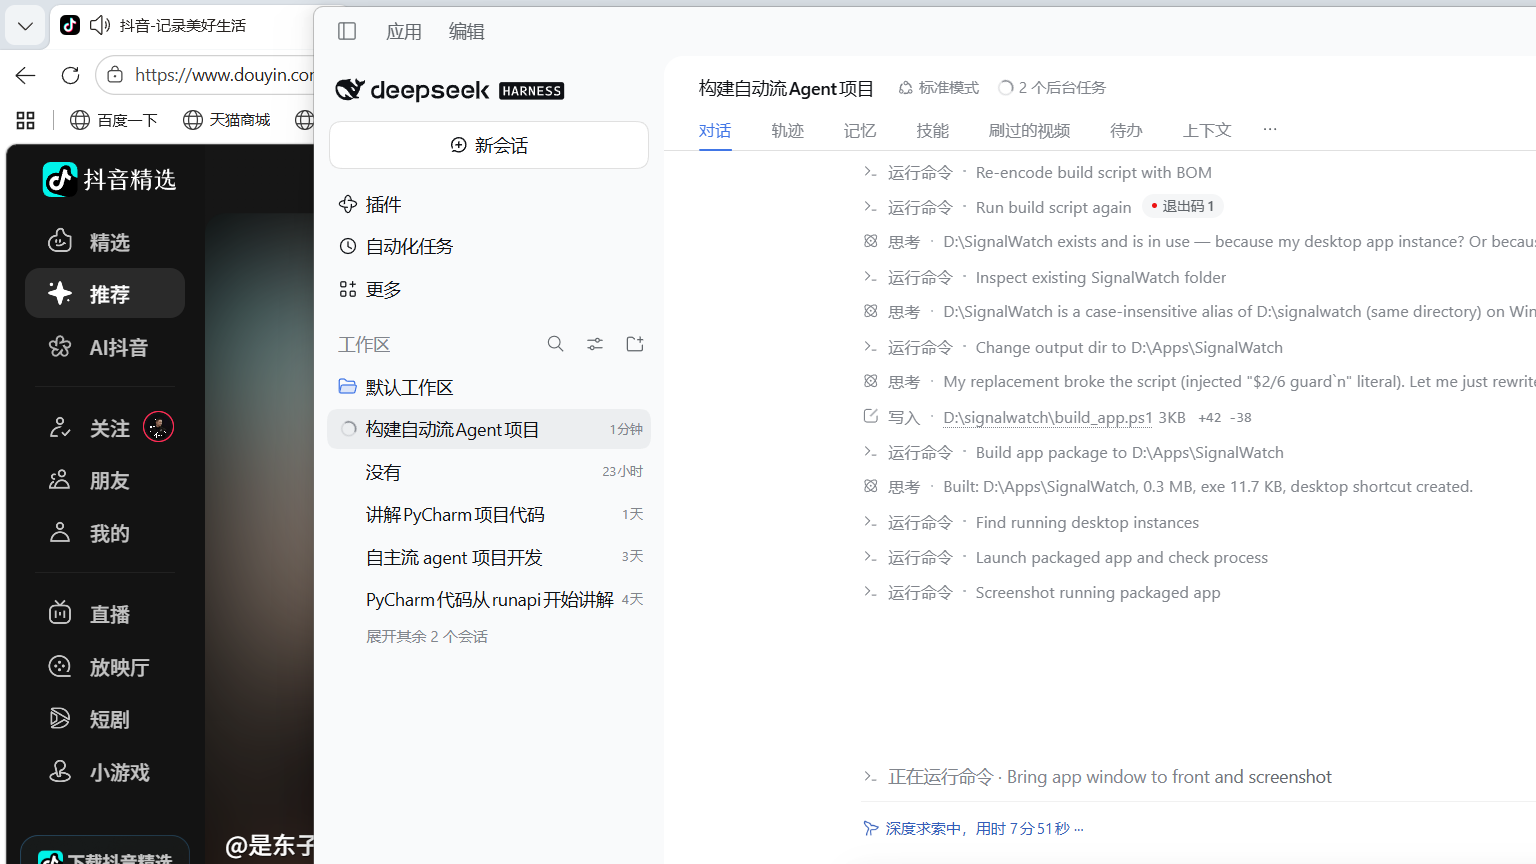 抖音-记录美好生活
https://www.douyin.co
百度一下
天猫商城
抖音精选
精选
推荐
AI抖音
关注
朋友
我的
直播
放映厅
短剧
小游戏
下载抖音精选
@是东子
应用
编辑
deepseek HARNESS
新会话
插件
自动化任务
更多
工作区
默认工作区
构建自动流Agent项目 1分钟
没有 23小时
讲解PyCharm项目代码 1天
自主流 agent 项目开发 3天
PyCharm代码从runapi开始讲解 4天
展开其余 2 个会话
构建自动流Agent项目 标准模式 2 个后台任务
对话 轨迹 记忆 技能 刷过的视频 待办 上下文 ···
运行命令 · Re-encode build script with BOM
运行命令 · Run build script again 退出码 1
思考 · D:\SignalWatch exists and is in use — because my desktop app instance? Or becau
运行命令 · Inspect existing SignalWatch folder
思考 · D:\SignalWatch is a case-insensitive alias of D:\signalwatch (same directory) on Win
运行命令 · Change output dir to D:\Apps\SignalWatch
思考 · My replacement broke the script (injected "$2/6 guard`n" literal). Let me just rewrite
写入 · D:\signalwatch\build_app.ps1 3KB +42 -38
运行命令 · Build app package to D:\Apps\SignalWatch
思考 · Built: D:\Apps\SignalWatch, 0.3 MB, exe 11.7 KB, desktop shortcut created.
运行命令 · Find running desktop instances
运行命令 · Launch packaged app and check process
运行命令 · Screenshot running packaged app
正在运行命令 · Bring app window to front and screenshot
深度求索中，用时 7分51秒 ···